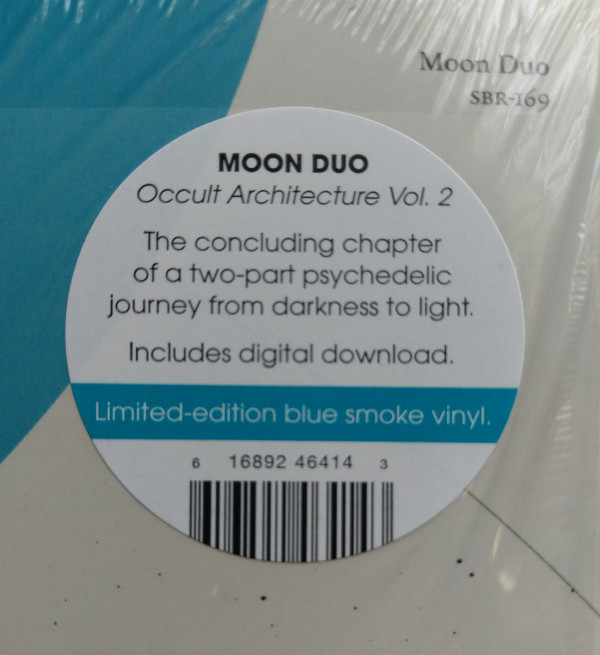 Moon Duo
SBR-169
MOON DUO
Occult Architecture Vol. 2
The concluding chapter
of a two-part psychedelic
journey from darkness to light.
Includes digital download.
Limited-edition blue smoke vinyl.
6 16892 46414 3